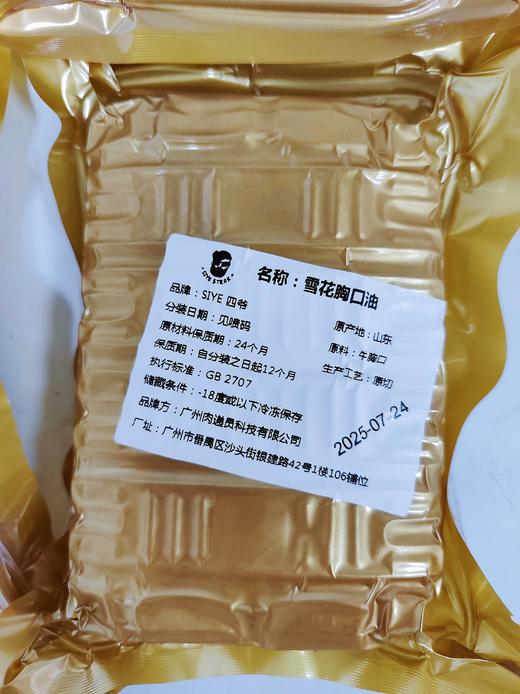 SIYE STEAK
名称：雪花胸口油
品牌：SIYE 四爷
分装日期：见喷码
原产地：山东
原材料保质期：24个月
原料：牛胸口
保质期：自分装之日起12个月
生产工艺：原切
执行标准：GB 2707
储藏条件：-18度或以下冷冻保存
2025-07-24
品牌方：广州肉通员科技有限公司
厂址：广州市番禺区沙头街银建路42号1楼106铺位